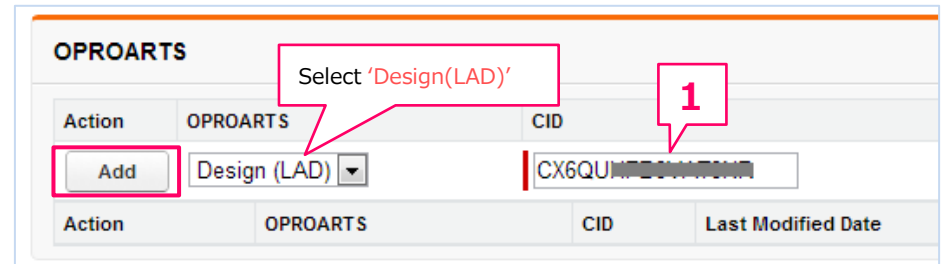 OPROARTS
Select ‘Design(LAD)’
1
Action OPROARTS CID
Add Design (LAD) CX6QU
Action OPROARTS CID Last Modified Date